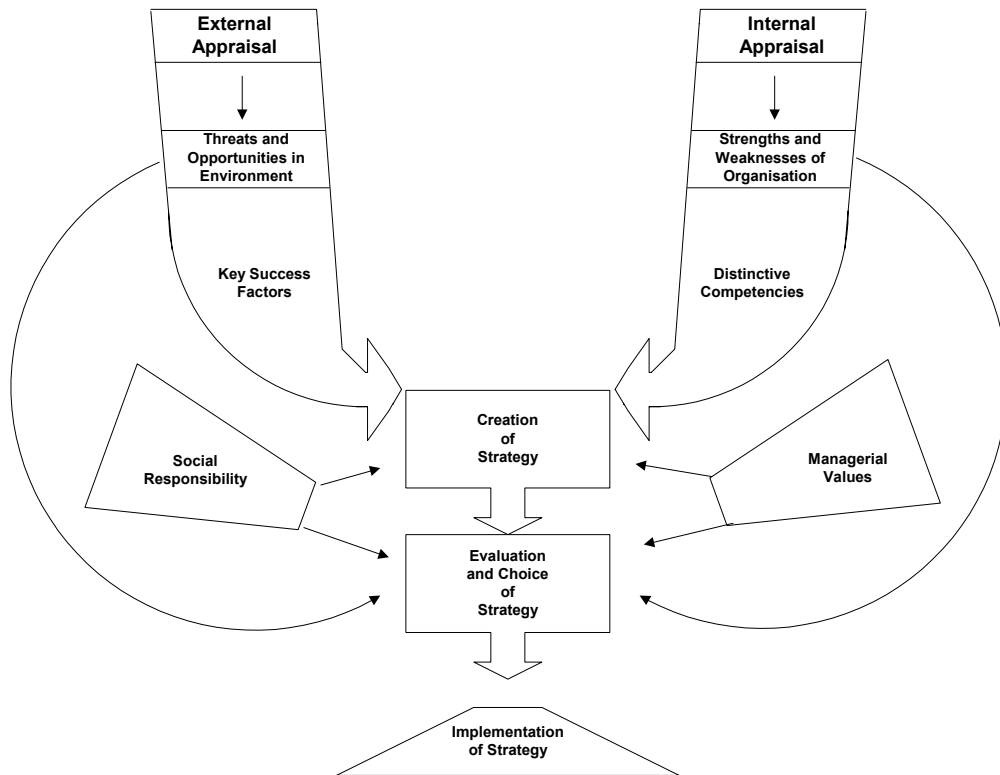 External
Appraisal
Internal
Appraisal
Threats and
Opportunities in
Environment
Strengths and
Weaknesses of
Organisation
Key Success
Factors
Distinctive
Competencies
Creation
of
Strategy
Social
Responsibility
Managerial
Values
Evaluation
and Choice
of
Strategy
Implementation
of Strategy